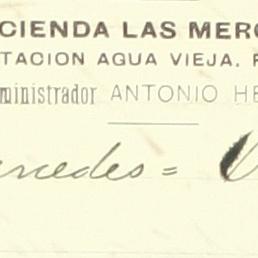 CIENDA LAS MERC
TACION AGUA VIEJA. F
ministrador ANTONIO HE
rcedes =